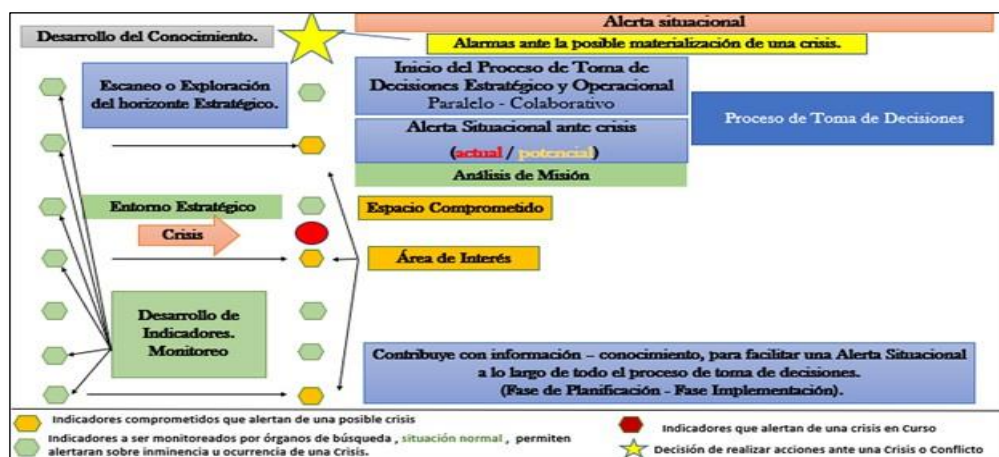 Alerta situacional
Desarrollo del Conocimiento.
Alarmas ante la posible materialización de una crisis.
Escaneo o Exploración
del horizonte Estratégico.
Inicio del Proceso de Toma de
Decisiones Estratégico y Operacional
Paralelo - Colaborativo
Proceso de Toma de Decisiones
Alerta Situacional ante crisis
(actual / potencial)
Análisis de Misión
Entorno Estratégico
Espacio Comprometido
Crisis
Área de Interés
Desarrollo de
Indicadores.
Monitoreo
Contribuye con información – conocimiento, para facilitar una Alerta Situacional
a lo largo de todo el proceso de toma de decisiones.
(Fase de Planificación - Fase Implementación).
Indicadores comprometidos que alertan de una posible crisis
Indicadores a ser monitoreados por órganos de búsqueda , situación normal , permiten
alertaran sobre inminencia u ocurrencia de una Crisis.
Indicadores que alertan de una crisis en Curso
Decisión de realizar acciones ante una Crisis o Conflicto